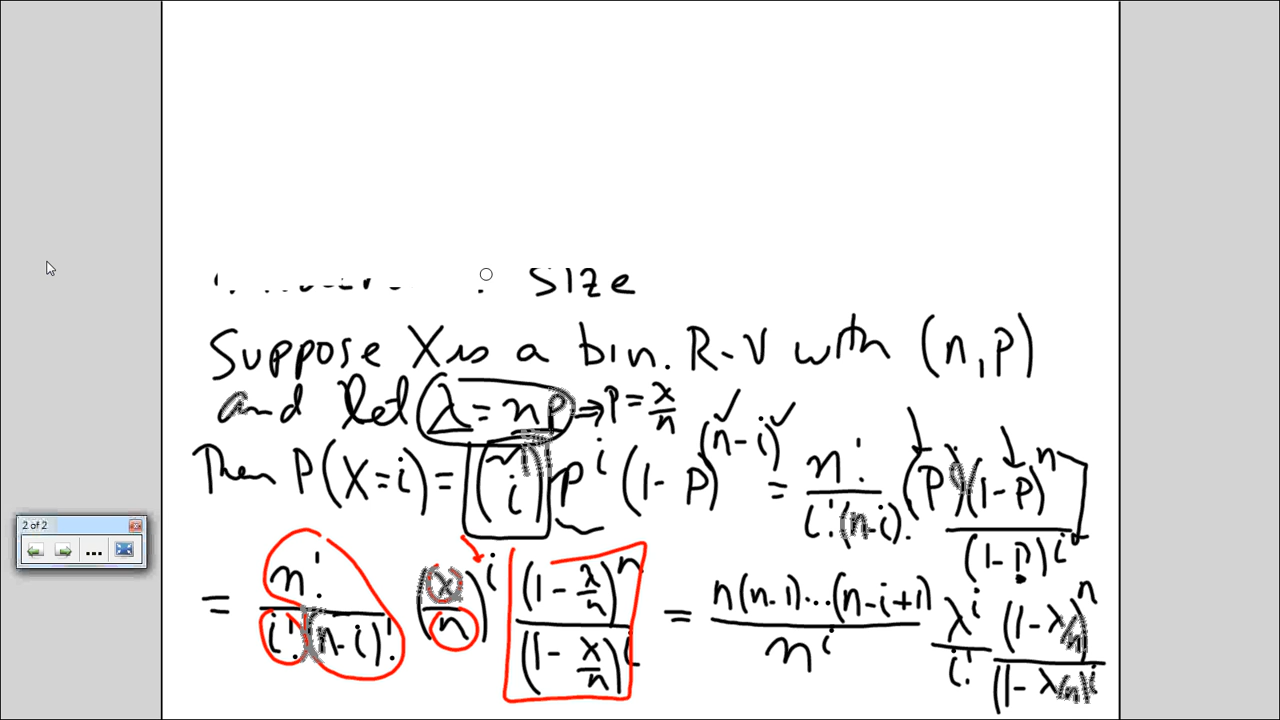 size
Suppose X is a bin. R-V with (n, p)
and let λ = np ⇒ p = λ/n
Then P(X=i) = (n i) p^i (1-p)^(n-i) = n!/(i!(n-i)!) (p)^i (1-p)^n/(1-p)^i
= n!/(i!(n-i)!) (λ/n)^i (1-λ/n)^n/(1-λ/n)^i = n(n-1)...(n-i+1)/n^i λ^i/i! (1-λ/n)^n/(1-λ/n)^i
2 of 2